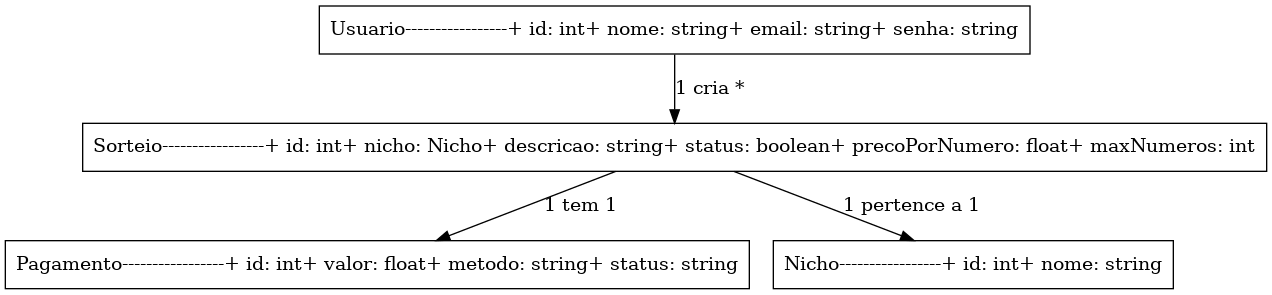 Usuario-----------------+ id: int+ nome: string+ email: string+ senha: string
1 cria *
Sorteio-----------------+ id: int+ nicho: Nicho+ descricao: string+ status: boolean+ precoPorNumero: float+ maxNumeros: int
1 tem 1
1 pertence a 1
Pagamento-----------------+ id: int+ valor: float+ metodo: string+ status: string
Nicho-----------------+ id: int+ nome: string